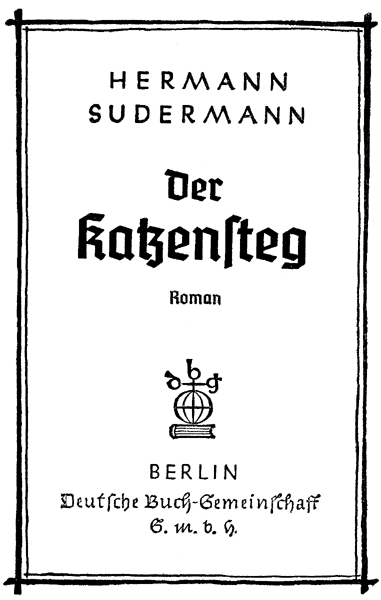 HERMANN
SUDERMANN
Der
Katzenſteg
Roman
dbg
BERLIN
Deutſche Buch-Gemeinſchaft
G. m. b. H.